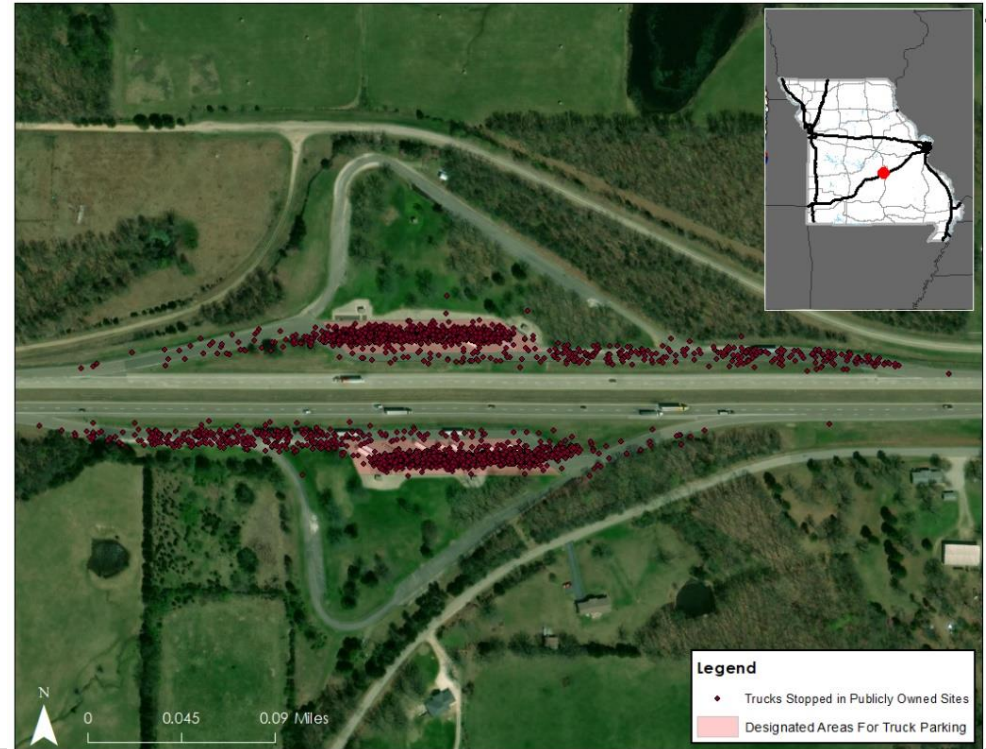 Legend
Trucks Stopped in Publicly Owned Sites
Designated Areas For Truck Parking
N
0 0.045 0.09 Miles